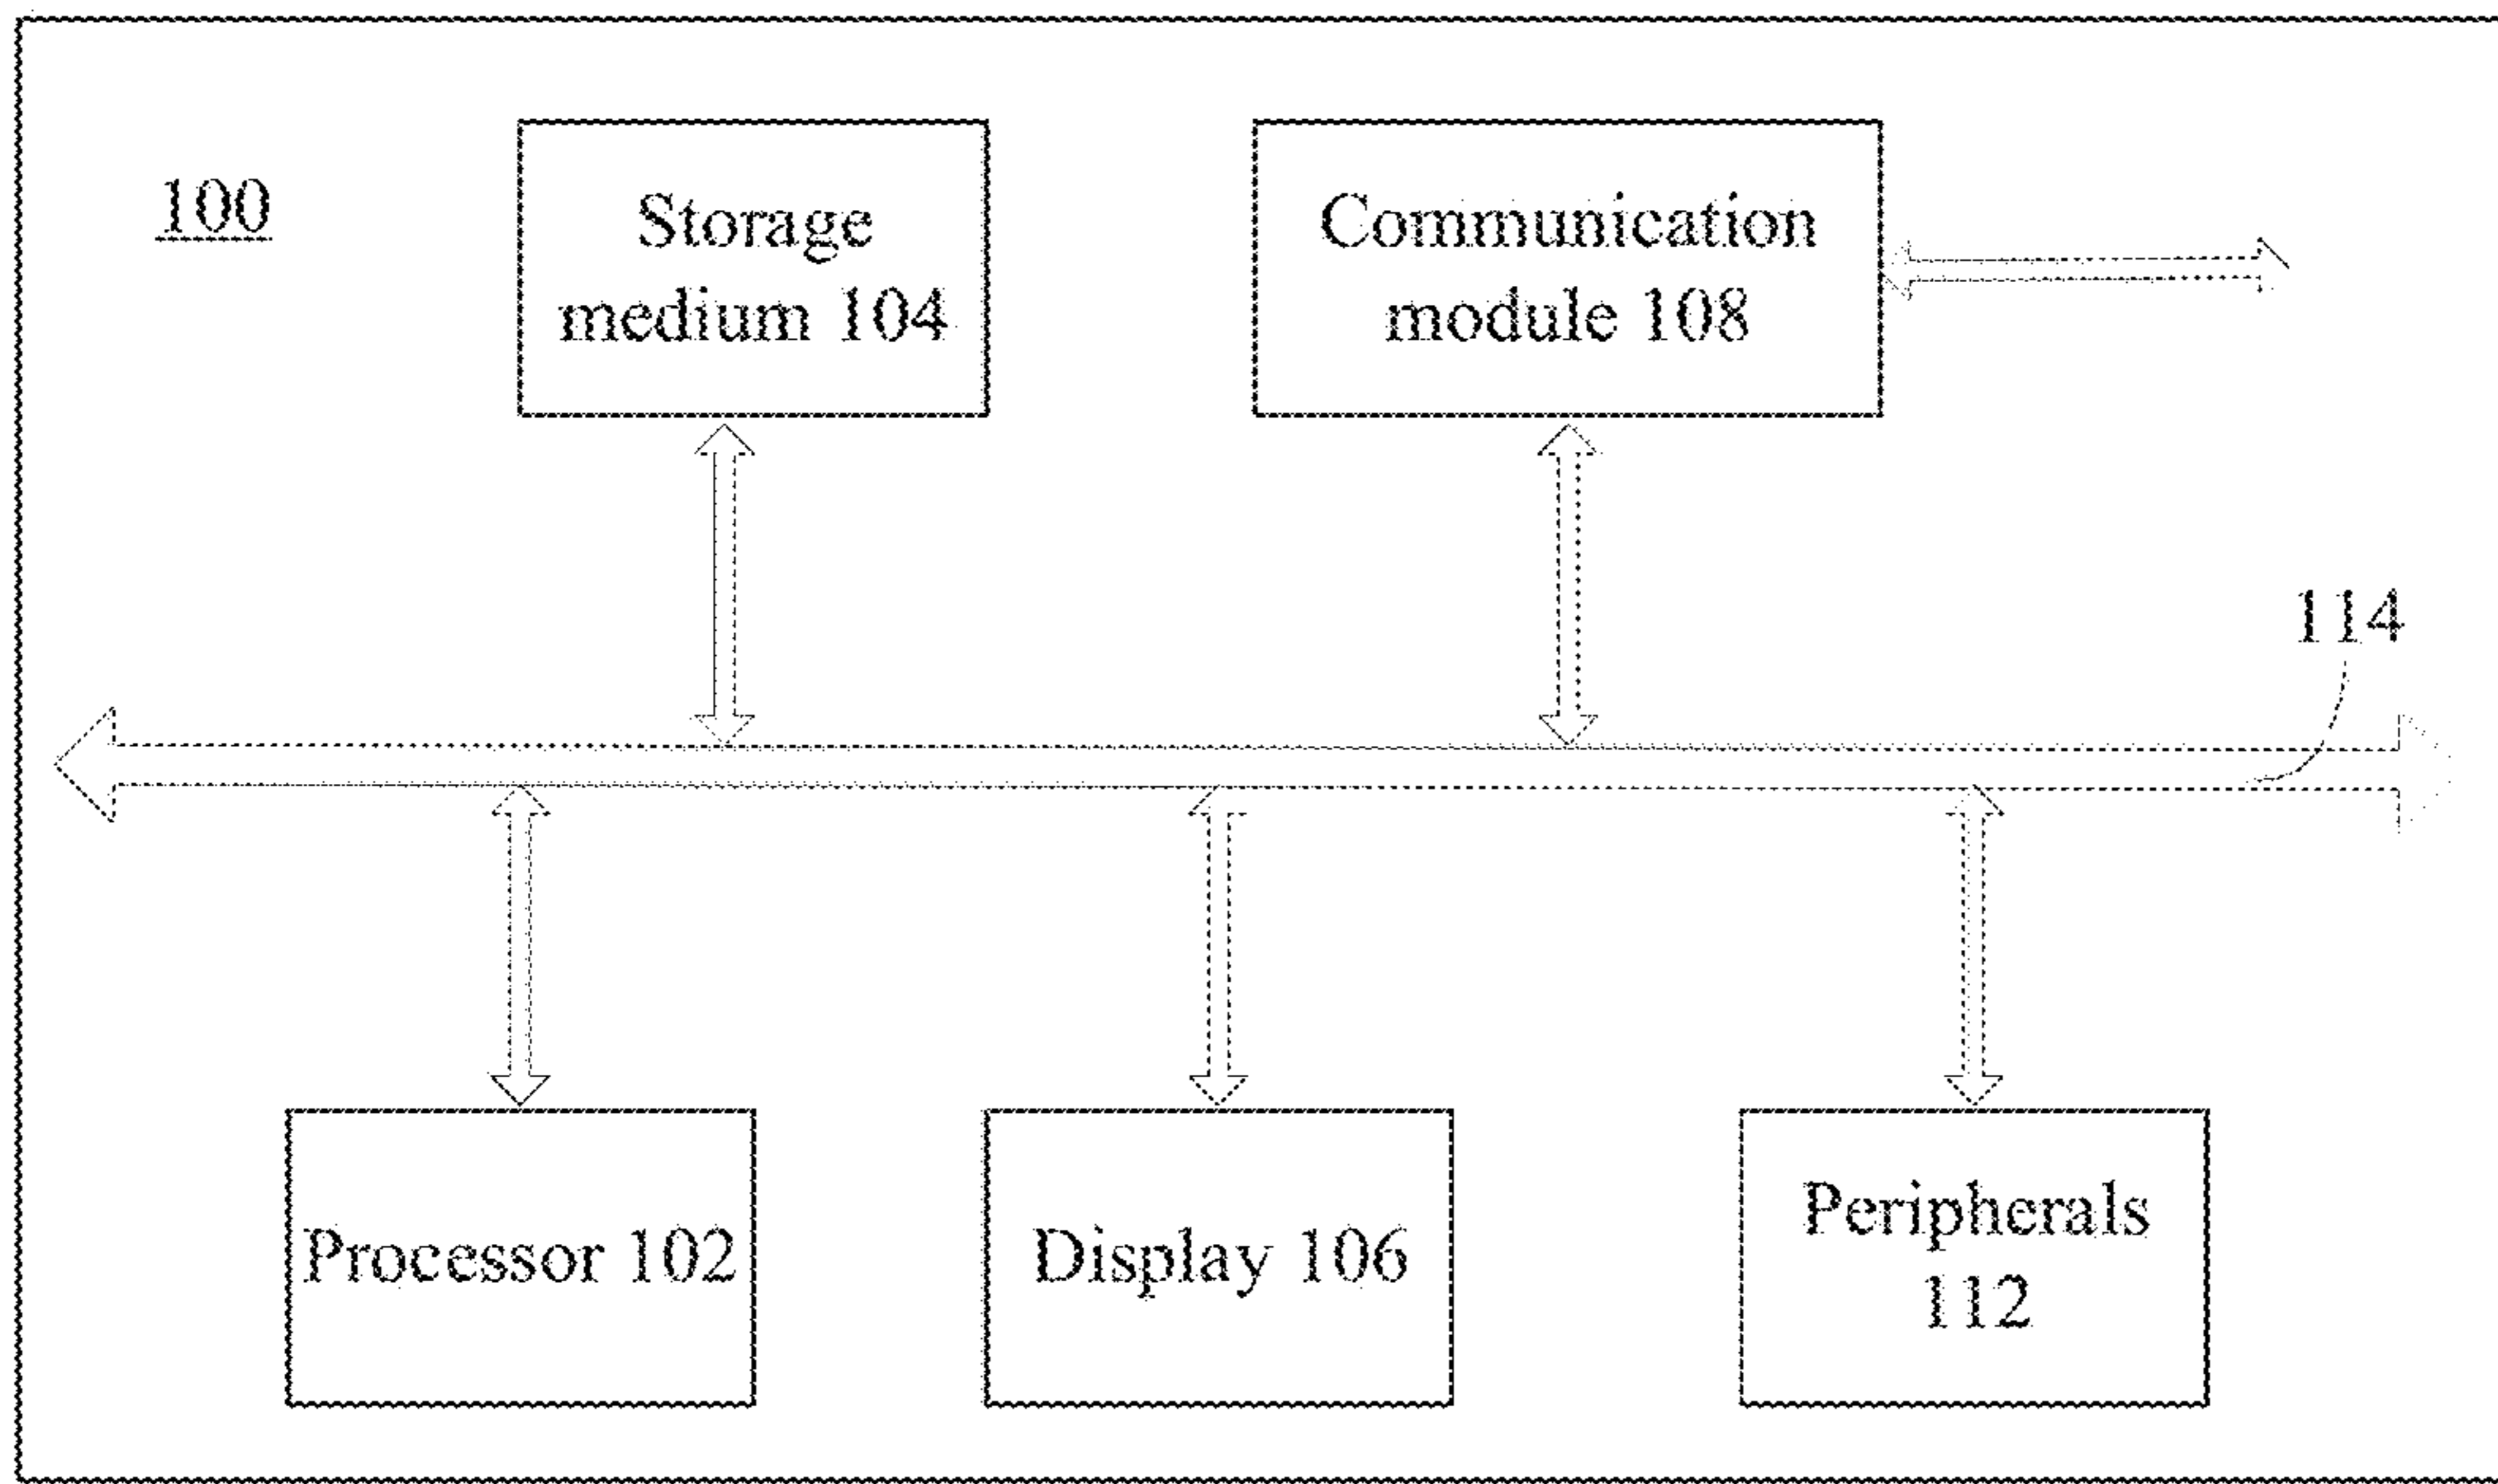 100
Storage
medium 104
Communication
module 108
114
Processor 102
Display 106
Peripherals
112